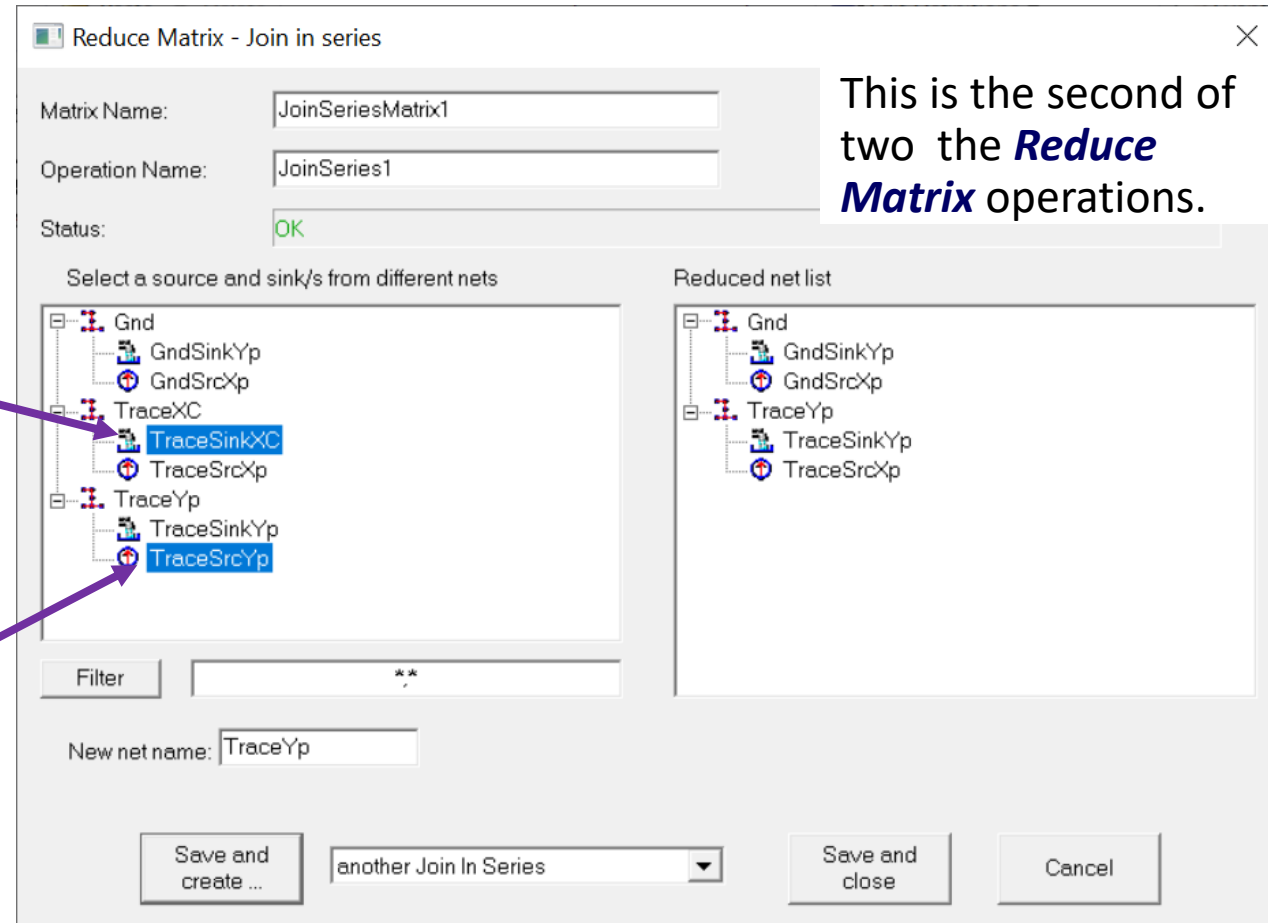 Reduce Matrix - Join in series
This is the second of
two the Reduce
Matrix operations.
Matrix Name: JoinSeriesMatrix1
Operation Name: JoinSeries1
Status: OK
Select a source and sink/s from different nets
Gnd
GndSinkYp
GndSrcXp
TraceXC
TraceSinkXC
TraceSrcXp
TraceYp
TraceSinkYp
TraceSrcYp
Reduced net list
Gnd
GndSinkYp
GndSrcXp
TraceYp
TraceSinkYp
TraceSrcXp
Filter *.*
New net name: TraceYp
Save and
create ...
another Join In Series
Save and
close
Cancel